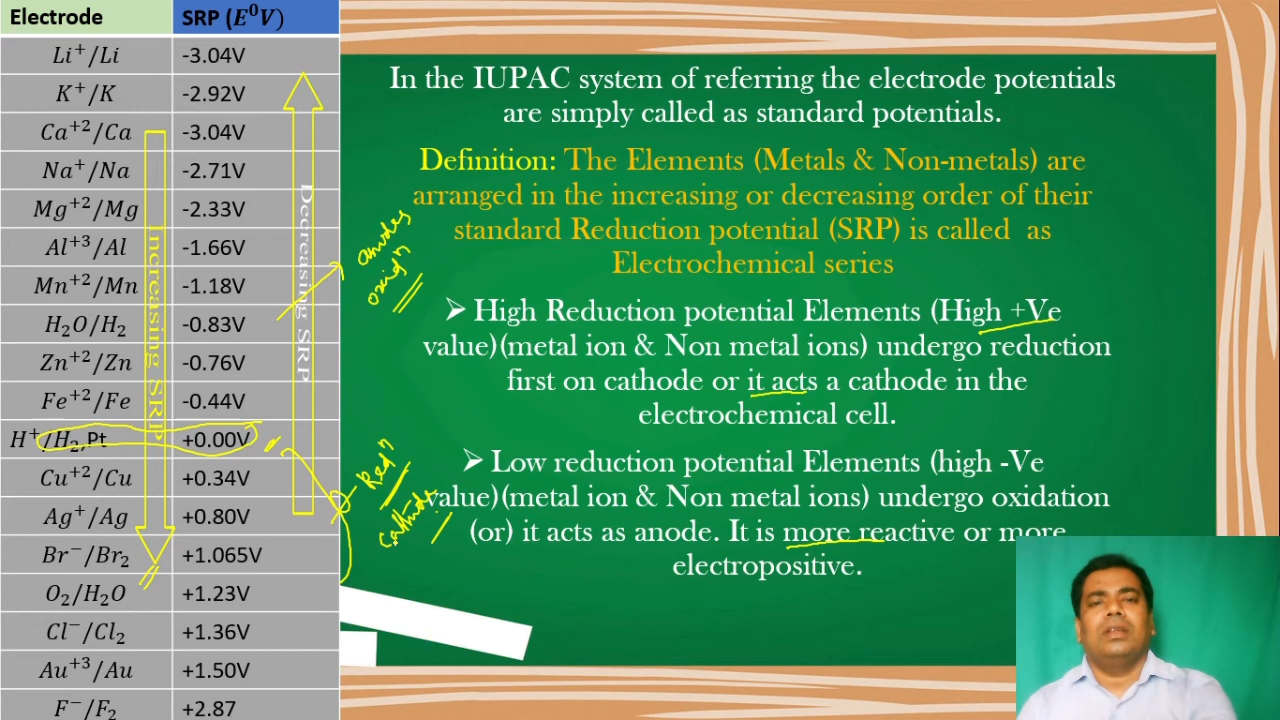 Electrode SRP (E⁰V)
Li⁺/Li -3.04V
K⁺/K -2.92V
Ca⁺²/Ca -3.04V
Na⁺/Na -2.71V
Mg⁺²/Mg -2.33V
Al⁺³/Al -1.66V
Mn⁺²/Mn -1.18V
H₂O/H₂ -0.83V
Zn⁺²/Zn -0.76V
Fe⁺²/Fe -0.44V
H⁺/H₂,Pt +0.00V
Cu⁺²/Cu +0.34V
Ag⁺/Ag +0.80V
Br⁻/Br₂ +1.065V
O₂/H₂O +1.23V
Cl⁻/Cl₂ +1.36V
Au⁺³/Au +1.50V
F⁻/F₂ +2.87
Increasing SRP
Decreasing SRP
anodes
oxidⁿ
Redⁿ
cathode
In the IUPAC system of referring the electrode potentials
are simply called as standard potentials.
Definition: The Elements (Metals & Non-metals) are
arranged in the increasing or decreasing order of their
standard Reduction potential (SRP) is called as
Electrochemical series
➢ High Reduction potential Elements (High +Ve
value)(metal ion & Non metal ions) undergo reduction
first on cathode or it acts a cathode in the
electrochemical cell.
➢ Low reduction potential Elements (high -Ve
value)(metal ion & Non metal ions) undergo oxidation
(or) it acts as anode. It is more reactive or more
electropositive.